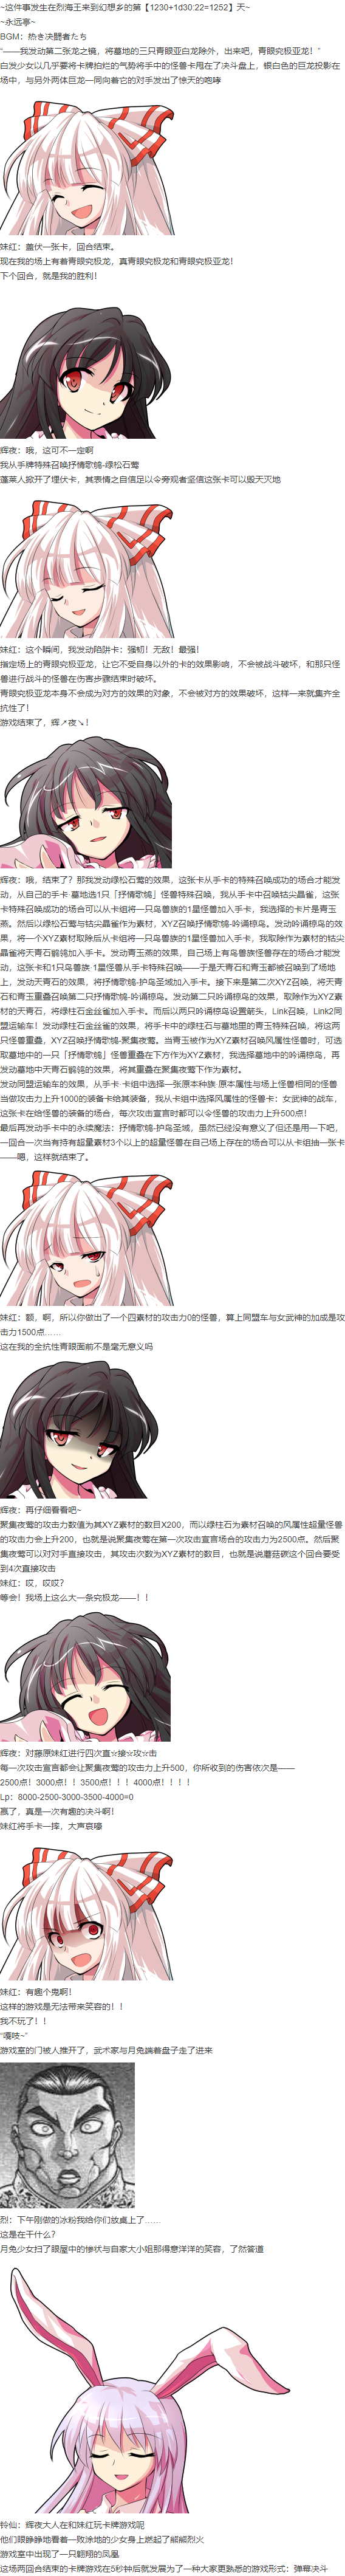 ~这件事发生在烈海王来到幻想乡的第【1230+1d30:22=1252】天~
~永远亭~
BGM：热き决闘者たち
“——我发动第二张龙之镜，将墓地的三只青眼亚白龙除外，出来吧，青眼究极亚龙！”
白发少女以几乎要将卡牌拍烂的气势将手中的怪兽卡甩在了决斗盘上，银白色的巨龙投影在
场中，与另外两体巨龙一同向着它的对手发出了惊天的咆哮
妹红：盖伏一张卡，回合结束。
现在我的场上有着青眼究极龙，真青眼究极龙和青眼究极亚龙！
下个回合，就是我的胜利！
辉夜：哦，这可不一定啊
我从手牌特殊召唤抒情歌鸲-绿松石莺
蓬莱人掀开了埋伏卡，其表情之自信足以令旁观者坚信这张卡可以毁天灭地
妹红：这个瞬间，我发动陷阱卡：强韧！无敌！最强！
指定场上的青眼究极亚龙，让它不受自身以外的卡的效果影响，不会被战斗破坏，和那只怪
兽进行战斗的怪兽在伤害步骤结束时破坏。
青眼究极亚龙本身不会成为对方的效果的对象，不会被对方的效果破坏，这样一来就集齐全
抗性了！
游戏结束了，辉↗夜↘！
辉夜：哦，结束了？那我发动绿松石莺的效果，这张卡从手卡的特殊召唤成功的场合才能发
动，从自己的手卡·墓地选1只「抒情歌鸲」怪兽特殊召唤，我从手卡中召唤钴尖晶雀，这张
卡特殊召唤成功的场合可以从卡组将一只鸟兽族的1星怪兽加入手卡，我选择的卡片是青玉
燕。然后以绿松石莺与钴尖晶雀作为素材，XYZ召唤抒情歌鸲-吟诵椋鸟。发动吟诵椋鸟的效
果，将一个XYZ素材取除后从卡组将一只鸟兽族的1星怪兽加入手卡，我取除作为素材的钴尖
晶雀将天青石鹡鸰加入手卡。发动青玉燕的效果，自己场上有鸟兽族怪兽存在的场合才能发
动，这张卡和1只鸟兽族·1星怪兽从手卡特殊召唤——于是天青石和青玉都被召唤到了场地
上，发动天青石的效果，将抒情歌鸲-护鸟圣域加入手卡。接下来是第二次XYZ召唤，将天青
石和青玉重叠召唤第二只抒情歌鸲-吟诵椋鸟。发动第二只吟诵椋鸟的效果，取除作为XYZ素
材的天青石，将绿柱石金丝雀加入手卡。而后以两只吟诵椋鸟设置箭头，Link召唤，Link2同
盟运输车！发动绿柱石金丝雀的效果，将手卡中的绿柱石与墓地里的青玉特殊召唤，将这两
只怪兽重叠，XYZ召唤抒情歌鸲-聚集夜莺。当青玉被作为XYZ召唤风属性怪兽时，可选
取墓地中的一只「抒情歌鸲」怪兽重叠在下方作为XYZ素材，我选择墓地中的吟诵椋鸟，再
发动墓地中天青石鹡鸰的效果，将其重叠在聚集夜莺下作为素材。
发动同盟运输车的效果，从手卡·卡组中选择一张原本种族·原本属性与场上怪兽相同的怪兽
当做攻击力上升1000的装备卡给其装备，我从卡组中选择风属性的怪兽卡：女武神的战车，
这张卡在给怪兽的装备的场合，每次攻击宣言时都可以令怪兽的攻击力上升500点！
最后再发动手卡中的永续魔法：抒情歌鸲-护鸟圣域，虽然已经没有意义了但还是用一下吧，
一回合一次当有持有超量素材3个以上的超量怪兽在自己场上存在的场合可以从卡组抽一张卡
——嗯，这样就结束了。
妹红：额，啊，所以你做出了一个四素材的攻击力0的怪兽，算上同盟车与女武神的加成是攻
击力1500点……
这在我的全抗性青眼面前不是毫无意义吗
辉夜：再仔细看看吧~
聚集夜莺的攻击力数值为其XYZ素材的数目X200，而以绿柱石为素材召唤的风属性超量怪兽
的攻击力会上升200，也就是说聚集夜莺在第一次攻击宣言场合的攻击力为2500点。然后聚
集夜莺可以对对手直接攻击，其攻击次数为XYZ素材的数目，也就是说蘑菇碳这个回合要受
到4次直接攻击
妹红：哎，哎哎？
等会！我场上这么大一条究极龙——！！
辉夜：对藤原妹红进行四次直☆接☆攻☆击
每一次攻击宣言都会让聚集夜莺的攻击力上升500，你所收到的伤害依次是——
2500点！3000点！！3500点！！！4000点！！！！
Lp：8000-2500-3000-3500-4000=0
赢了，真是一次有趣的决斗啊！
妹红将手卡一摔，大声哀嚎
妹红：有趣个鬼啊！
这样的游戏是无法带来笑容的！！
我不玩了！！
“嘎吱~”
游戏室的门被人推开了，武术家与月兔端着盘子走了进来
烈：下午刚做的冰粉我给你们放桌上了……
这是在干什么？
月兔少女扫了眼屋中的惨状与自家大小姐那得意洋洋的笑容，了然答道
铃仙：辉夜大人在和妹红玩卡牌游戏呢
他们眼睁睁地看着一败涂地的少女身上燃起了熊熊烈火
游戏室中出现了一只翱翔的凤凰
这场两回合结束的卡牌游戏在5秒钟后就发展为了一种大家更熟悉的游戏形式：弹幕决斗